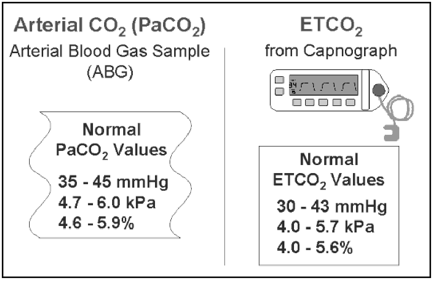 Arterial CO₂ (PaCO₂)
Arterial Blood Gas Sample
(ABG)
Normal
PaCO₂ Values
35 - 45 mmHg
4.7 - 6.0 kPa
4.6 - 5.9%
ETCO₂
from Capnograph
Normal
ETCO₂ Values
30 - 43 mmHg
4.0 - 5.7 kPa
4.0 - 5.6%